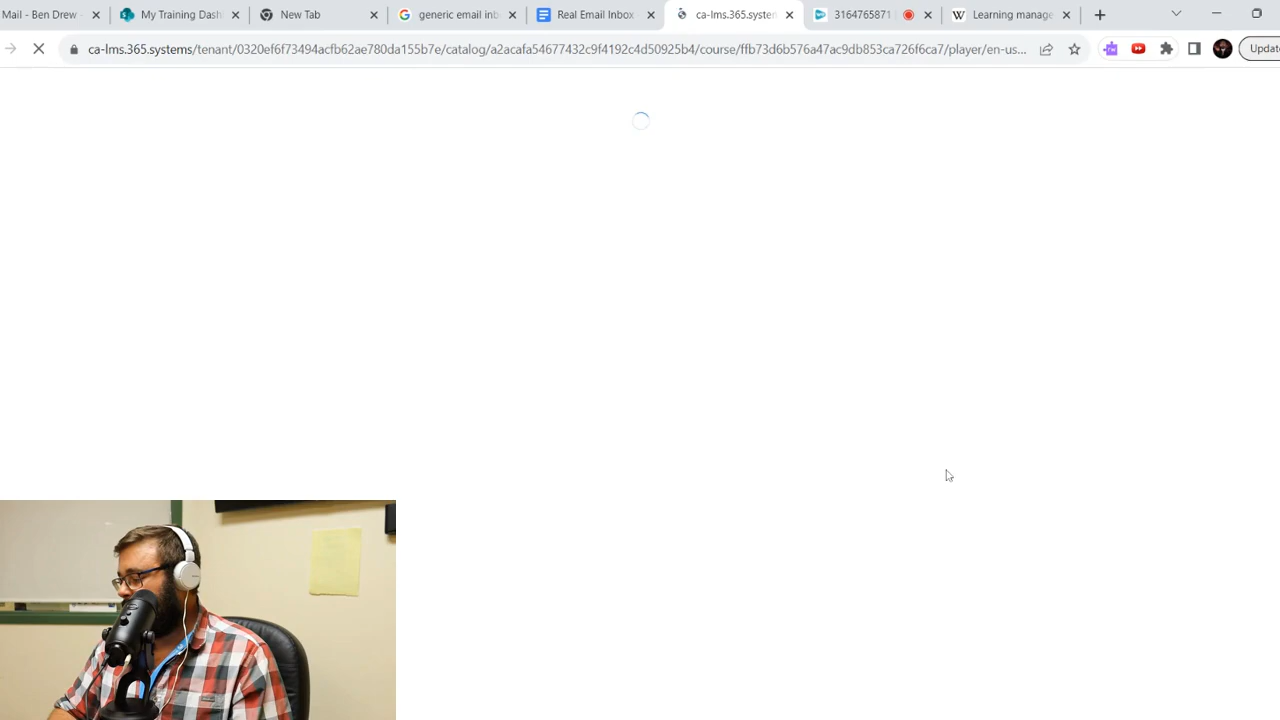 Mail - Ben Drew -
My Training Dash
New Tab
generic email inb
Real Email Inbox -
ca-lms.365.system
3164765871
Learning manage
ca-lms.365.systems/tenant/0320ef6f73494acfb62ae780da155b7e/catalog/a2acafa54677432c9f4192c4d50925b4/course/ffb73d6b576a47ac9db853ca726f6ca7/player/en-us...
Update